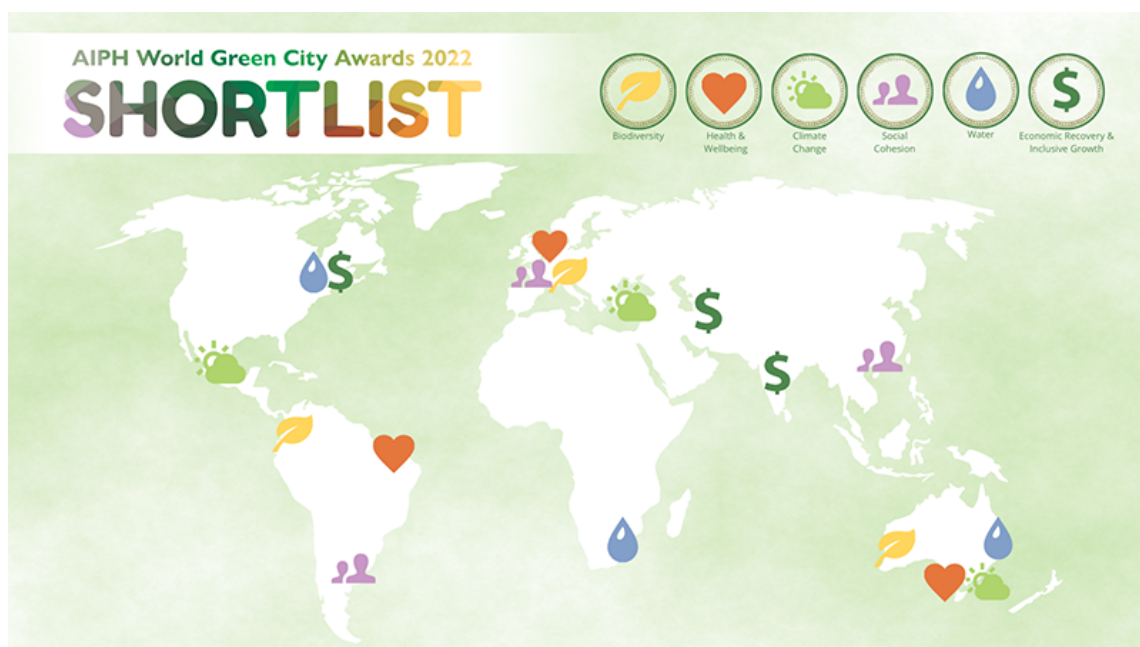 AIPH World Green City Awards 2022
SHORTLIST
Biodiversity
Health &
Wellbeing
Climate
Change
Social
Cohesion
Water
Economic Recovery &
Inclusive Growth